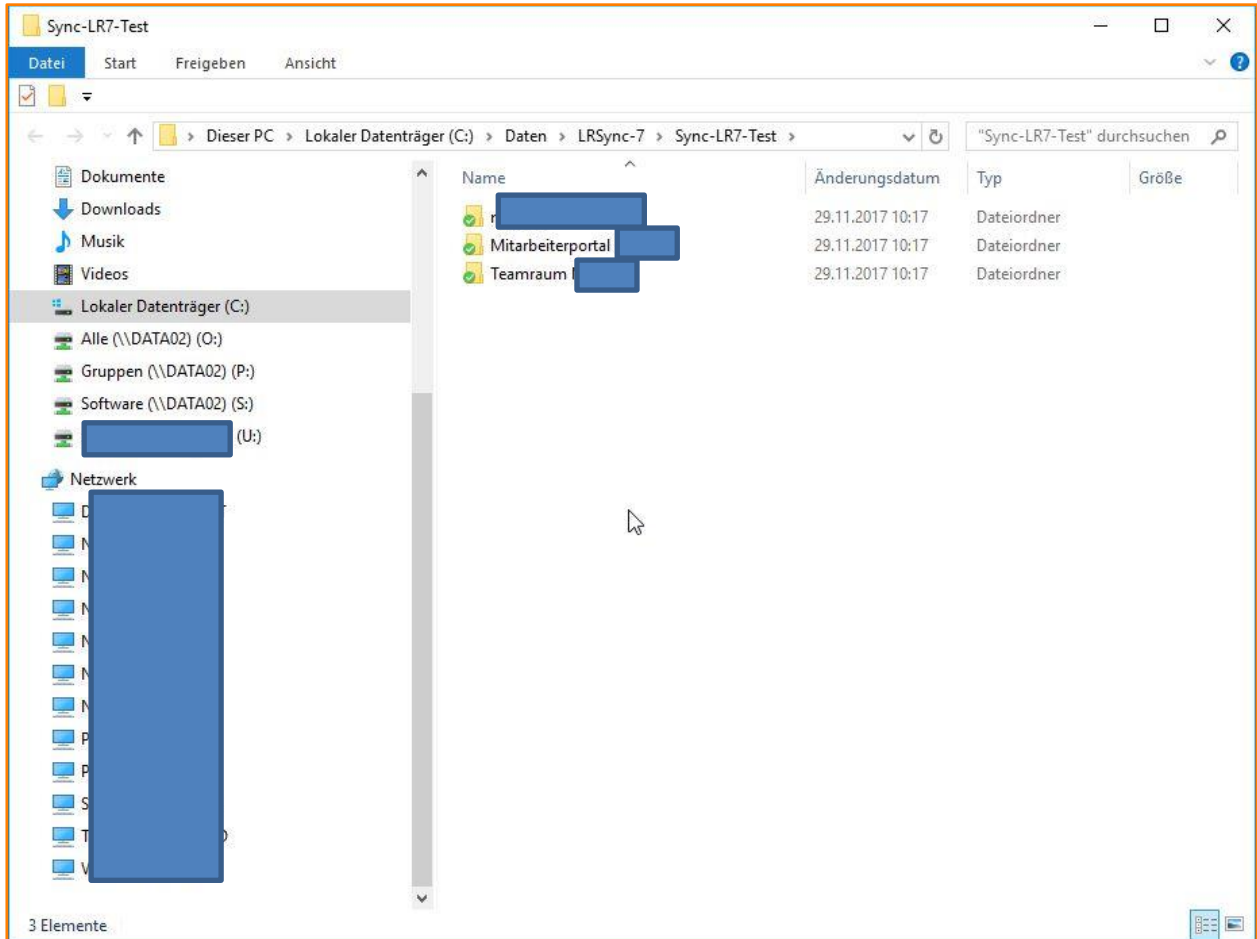 Sync-LR7-Test
Datei Start Freigeben Ansicht
Dieser PC > Lokaler Datenträger (C:) > Daten > LRSync-7 > Sync-LR7-Test >
"Sync-LR7-Test" durchsuchen
Dokumente
Downloads
Musik
Videos
Lokaler Datenträger (C:)
Alle (\\DATA02) (O:)
Gruppen (\\DATA02) (P:)
Software (\\DATA02) (S:)
(U:)
Netzwerk
D
N
N
N
N
N
N
P
P
S
T
V
Name Änderungsdatum Typ Größe
29.11.2017 10:17 Dateiordner
Mitarbeiterportal 29.11.2017 10:17 Dateiordner
Teamraum 29.11.2017 10:17 Dateiordner
3 Elemente